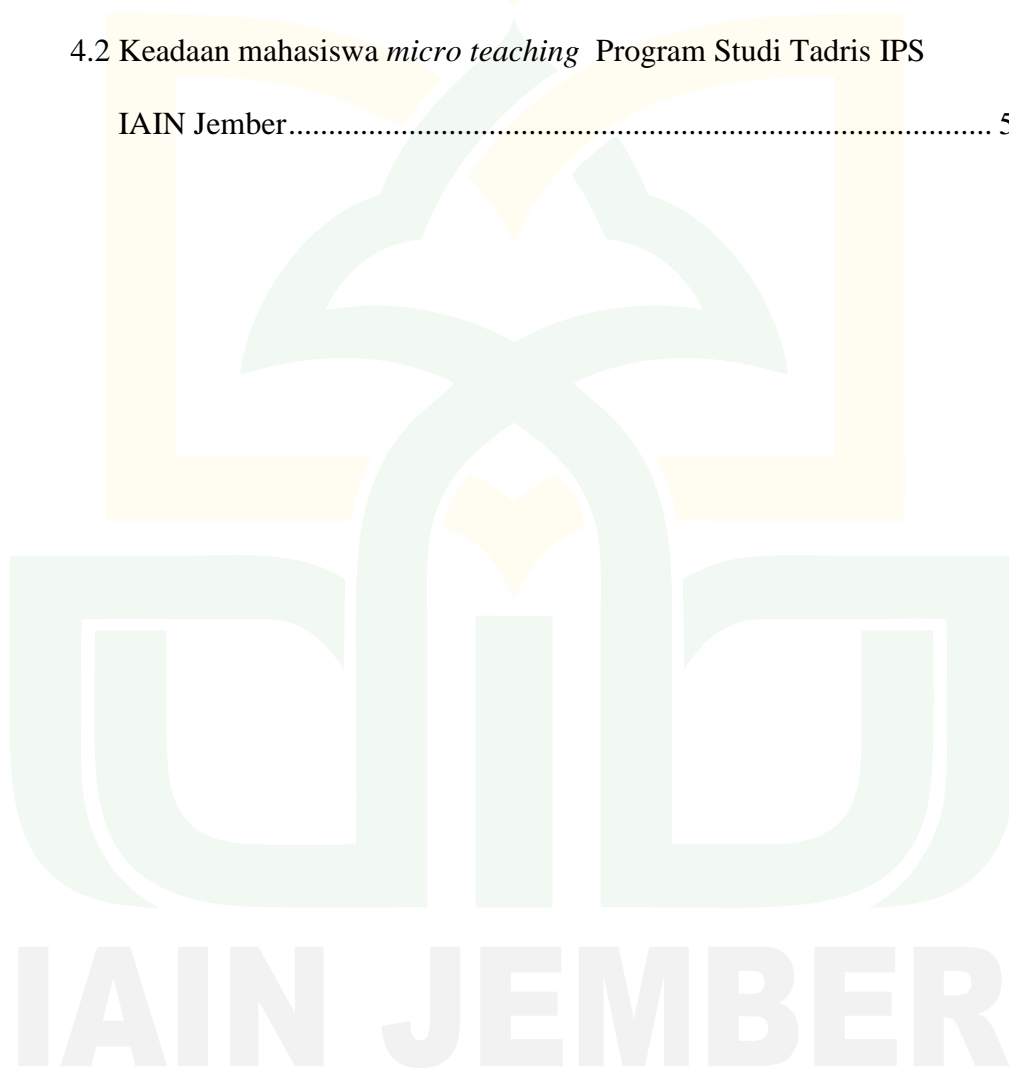 4.2 Keadaan mahasiswa micro teaching Program Studi Tadris IPS
IAIN Jember....................................................................................... 5
IAIN JEMBER